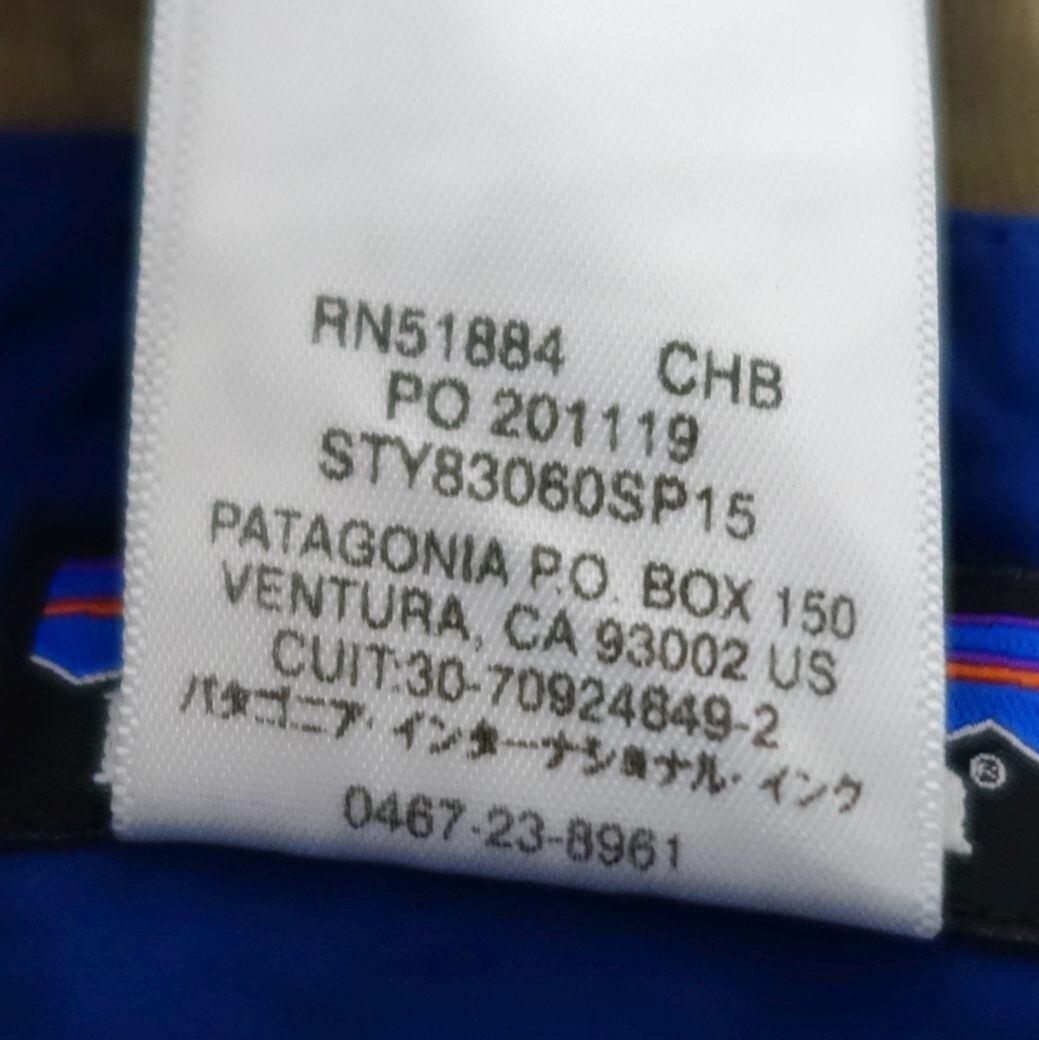 RN51884 CHB
PO 201119
STY83060SP15
PATAGONIA P.O. BOX 150
VENTURA, CA 93002 US
CUIT:30-70924849-2
パタゴニア・インターナショナル・インク
0467-23-8961
®